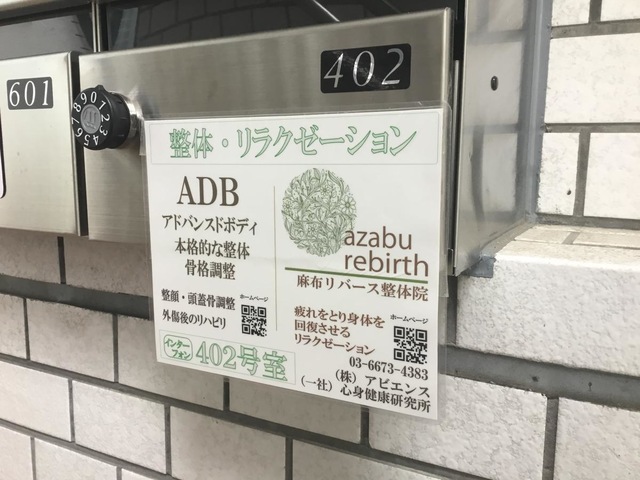 601
402
7 8 9 0 1
整体・リラクゼーション
ADB
アドバンスドボディ
本格的な整体
骨格調整
整顔・頭蓋骨調整
外傷後のリハビリ
ホームページ
インターフォン
402号室
azabu
rebirth
麻布リバース整体院
疲れをとり身体を
回復させる
リラクゼーション
ホームページ
03-6673-4383
(株)アビエンス
(一社)心身健康研究所